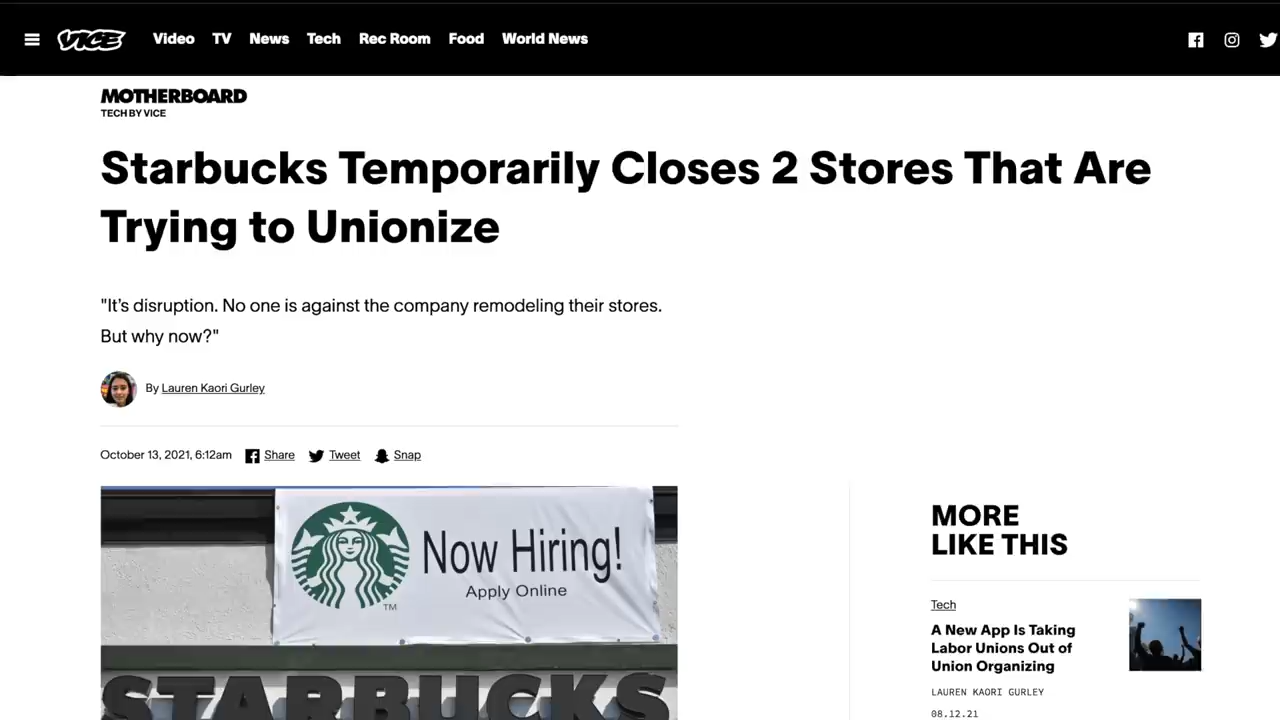 VICE
Video TV News Tech Rec Room Food World News
MOTHERBOARD
TECH BY VICE
Starbucks Temporarily Closes 2 Stores That Are
Trying to Unionize
"It's disruption. No one is against the company remodeling their stores.
But why now?"
By Lauren Kaori Gurley
October 13, 2021, 6:12am Share Tweet Snap
Now Hiring!
Apply Online
TM
STARBUCKS
MORE
LIKE THIS
Tech
A New App Is Taking
Labor Unions Out of
Union Organizing
LAUREN KAORI GURLEY
08.12.21